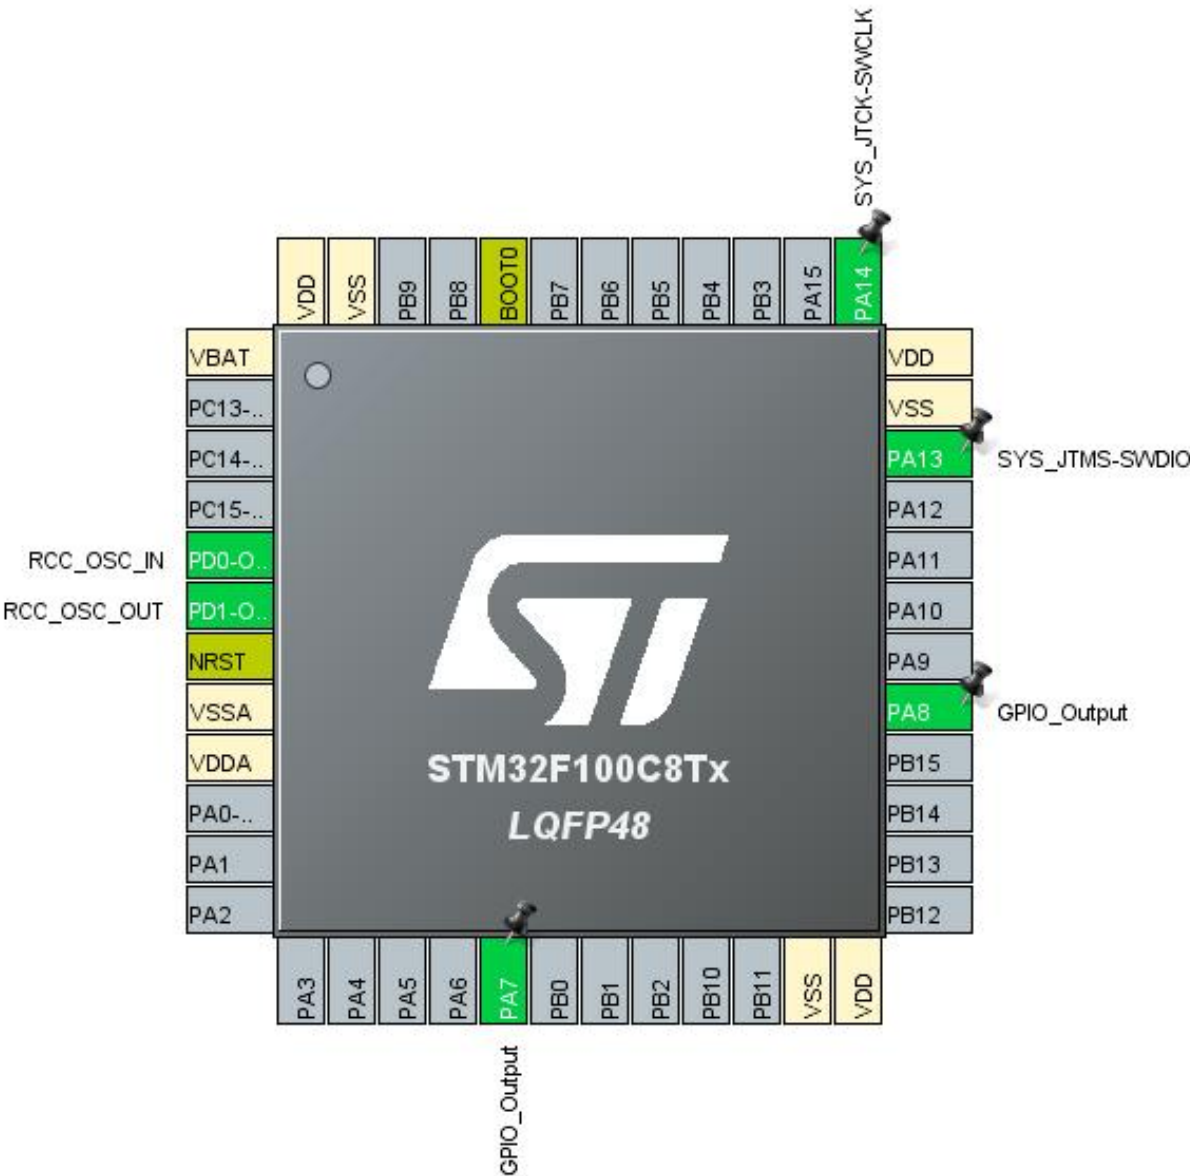 SYS_JTCK-SWCLK
VDD
VSS
PB9
PB8
BOOT0
PB7
PB6
PB5
PB4
PB3
PA15
PA14
VBAT
PC13-..
PC14-..
PC15-..
RCC_OSC_IN PD0-O..
RCC_OSC_OUT PD1-O..
NRST
VSSA
VDDA
PA0-..
PA1
PA2
STM32F100C8Tx
LQFP48
VDD
VSS
PA13 SYS_JTMS-SWDIO
PA12
PA11
PA10
PA9
PA8 GPIO_Output
PB15
PB14
PB13
PB12
PA3
PA4
PA5
PA6
PA7
PB0
PB1
PB2
PB10
PB11
VSS
VDD
GPIO_Output